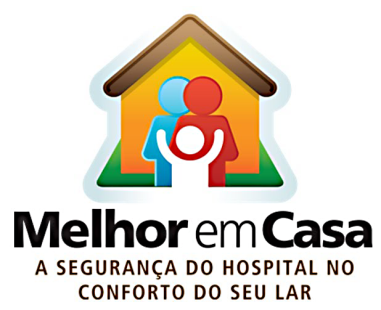 Melhor em Casa
A SEGURANÇA DO HOSPITAL NO
CONFORTO DO SEU LAR